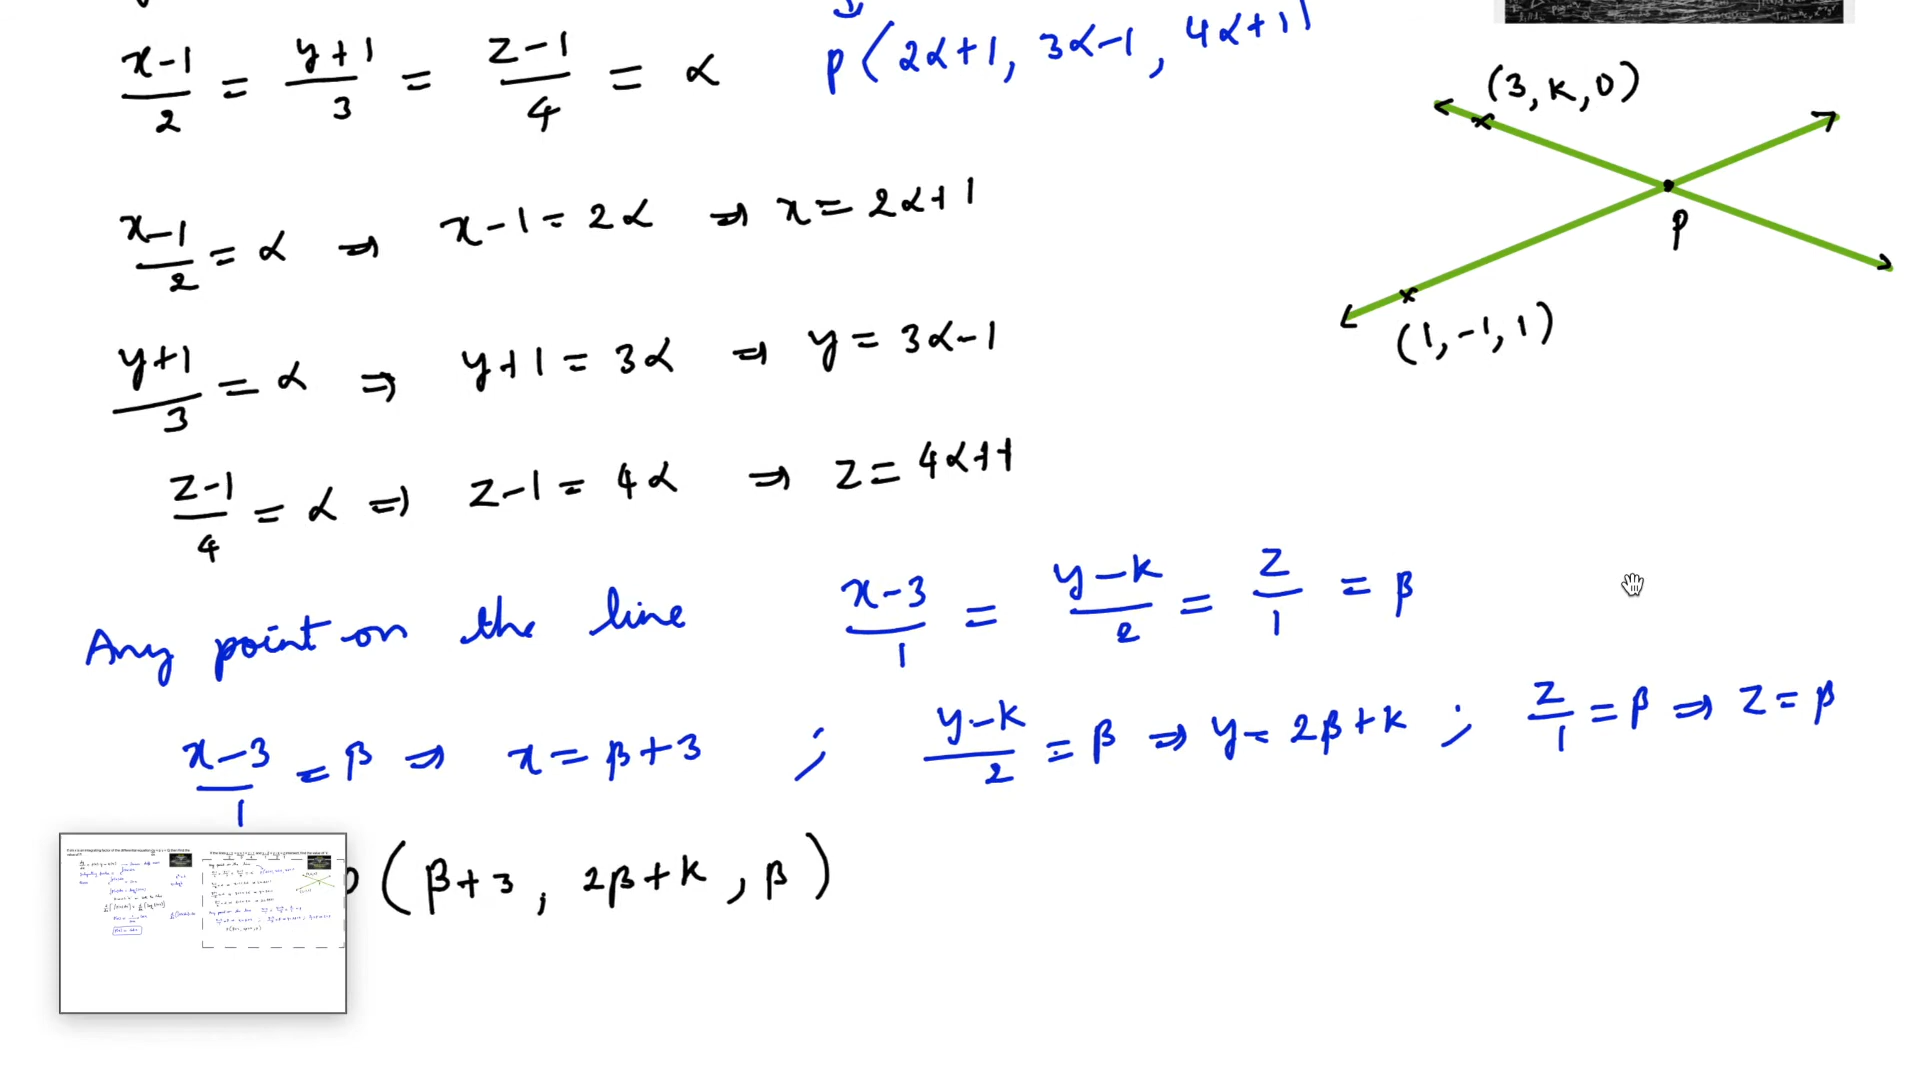 (x-1)/2 = (y+1)/3 = (z-1)/4 = α
P(2α+1, 3α-1, 4α+1)
(3, k, 0)
P
(1, -1, 1)
(x-1)/2 = α ⇒ x-1 = 2α ⇒ x = 2α+1
(y+1)/3 = α ⇒ y+1 = 3α ⇒ y = 3α-1
(z-1)/4 = α ⇒ z-1 = 4α ⇒ z = 4α+1
Any point on the line (x-3)/1 = (y-k)/2 = z/1 = β
(x-3)/1 = β ⇒ x = β+3 ; (y-k)/2 = β ⇒ y = 2β+k ; z/1 = β ⇒ z = β
(β+3, 2β+k, β)